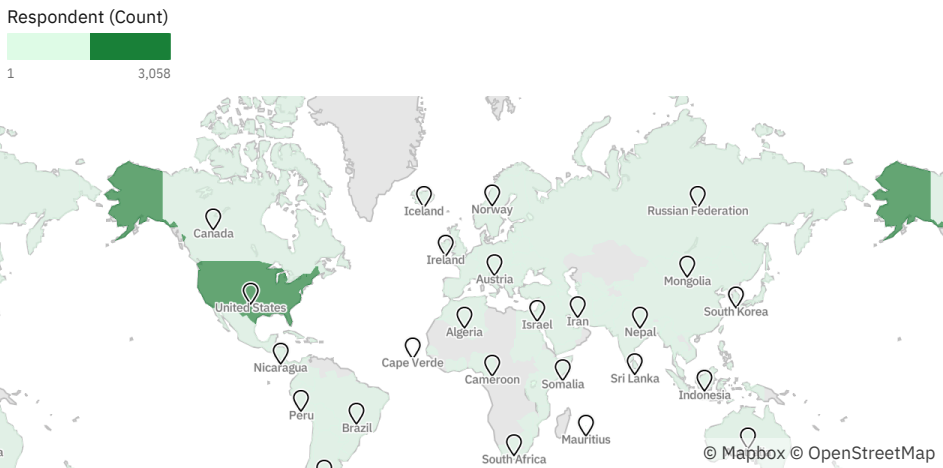 Respondent (Count)
1 3,058
Iceland
Norway
Russian Federation
Canada
Ireland
Austria
Mongolia
United States
South Korea
Israel
Iran
Algeria
Nepal
Cape Verde
Nicaragua
Cameroon
Somalia
Sri Lanka
Indonesia
Peru
Brazil
Mauritius
South Africa
© Mapbox © OpenStreetMap